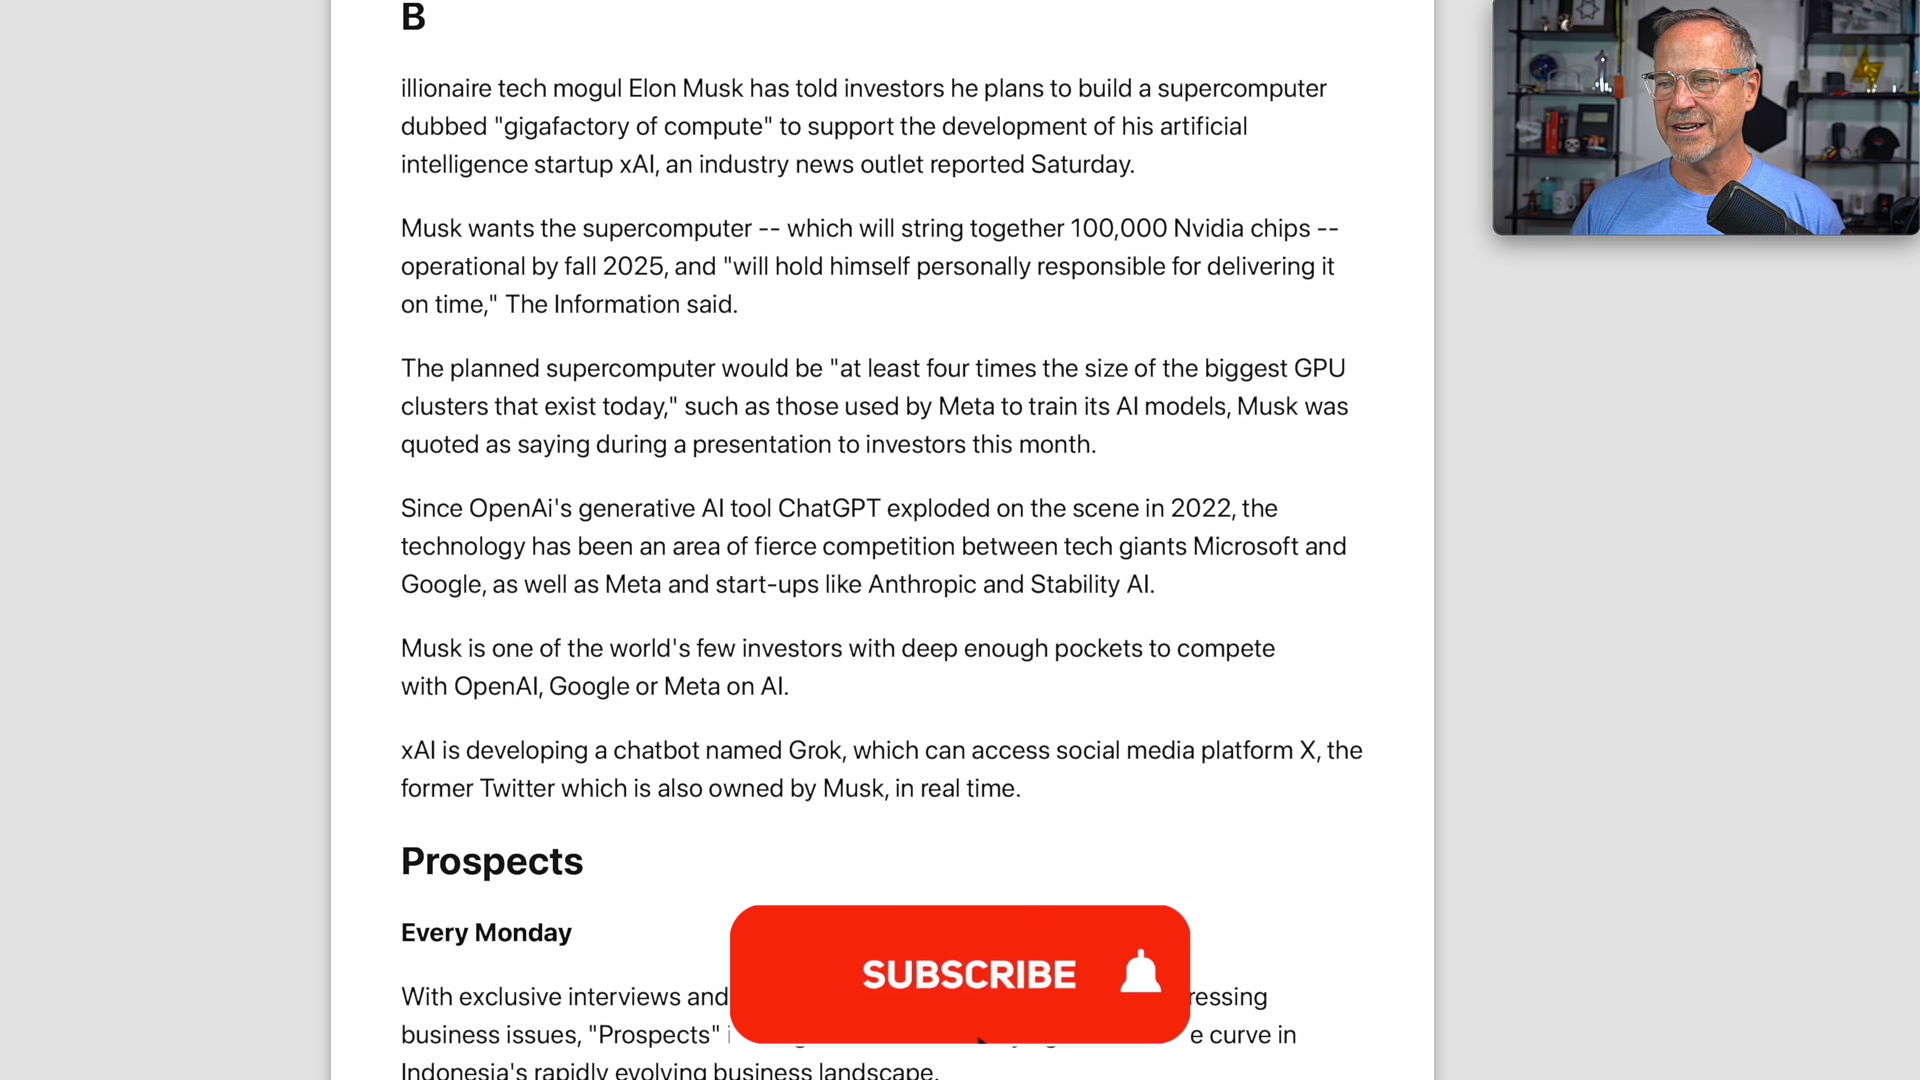 B
illionaire tech mogul Elon Musk has told investors he plans to build a supercomputer
dubbed "gigafactory of compute" to support the development of his artificial
intelligence startup xAI, an industry news outlet reported Saturday.
Musk wants the supercomputer -- which will string together 100,000 Nvidia chips --
operational by fall 2025, and "will hold himself personally responsible for delivering it
on time," The Information said.
The planned supercomputer would be "at least four times the size of the biggest GPU
clusters that exist today," such as those used by Meta to train its AI models, Musk was
quoted as saying during a presentation to investors this month.
Since OpenAi's generative AI tool ChatGPT exploded on the scene in 2022, the
technology has been an area of fierce competition between tech giants Microsoft and
Google, as well as Meta and start-ups like Anthropic and Stability AI.
Musk is one of the world's few investors with deep enough pockets to compete
with OpenAI, Google or Meta on AI.
xAI is developing a chatbot named Grok, which can access social media platform X, the
former Twitter which is also owned by Musk, in real time.
Prospects
Every Monday
With exclusive interviews and ressing
business issues, "Prospects" e curve in
Indonesia's rapidly evolving business landscape.
SUBSCRIBE